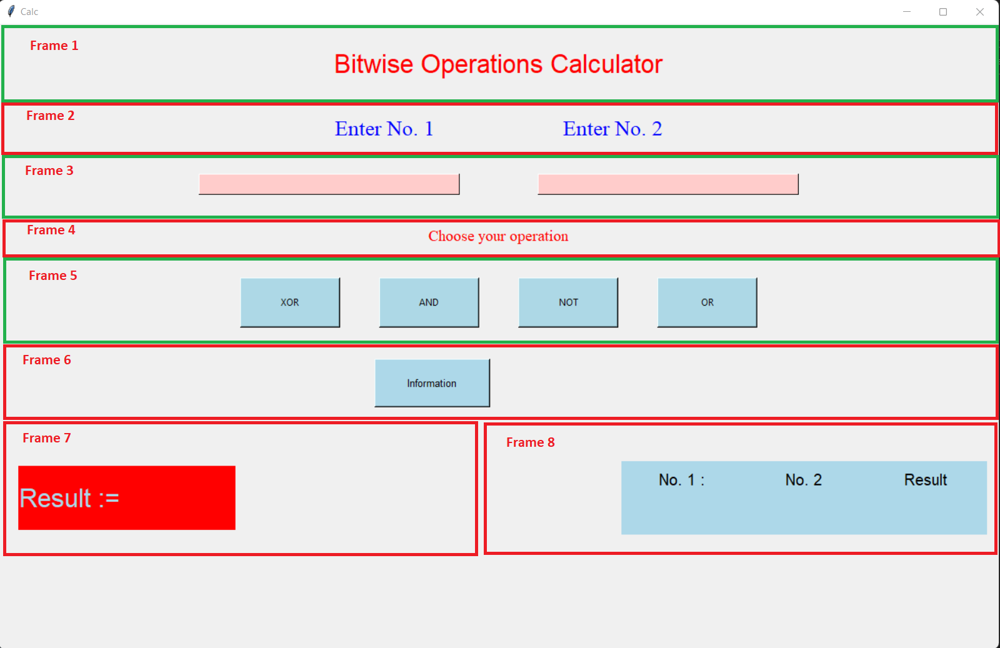 Calc
Frame 1
Bitwise Operations Calculator
Frame 2
Enter No. 1 Enter No. 2
Frame 3
Frame 4
Choose your operation
Frame 5
XOR AND NOT OR
Frame 6
Information
Frame 7
Frame 8
Result :=
No. 1 : No. 2 Result